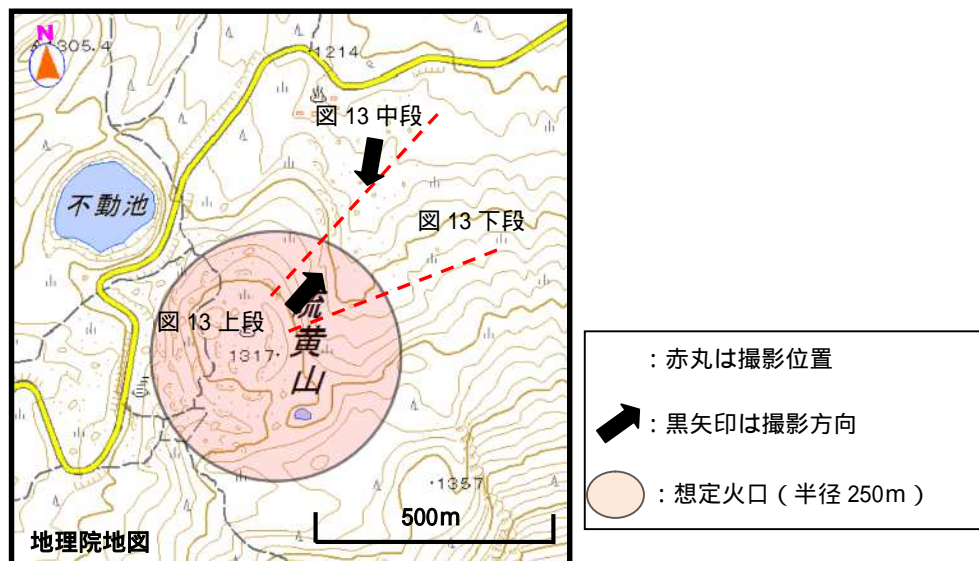 N
1305.4
1214
図 13 中段
不動池
図 13 下段
図 13 上段
硫黄山
1317
・1357
500m
地理院地図
：赤丸は撮影位置
：黒矢印は撮影方向
：想定火口（半径 250m）